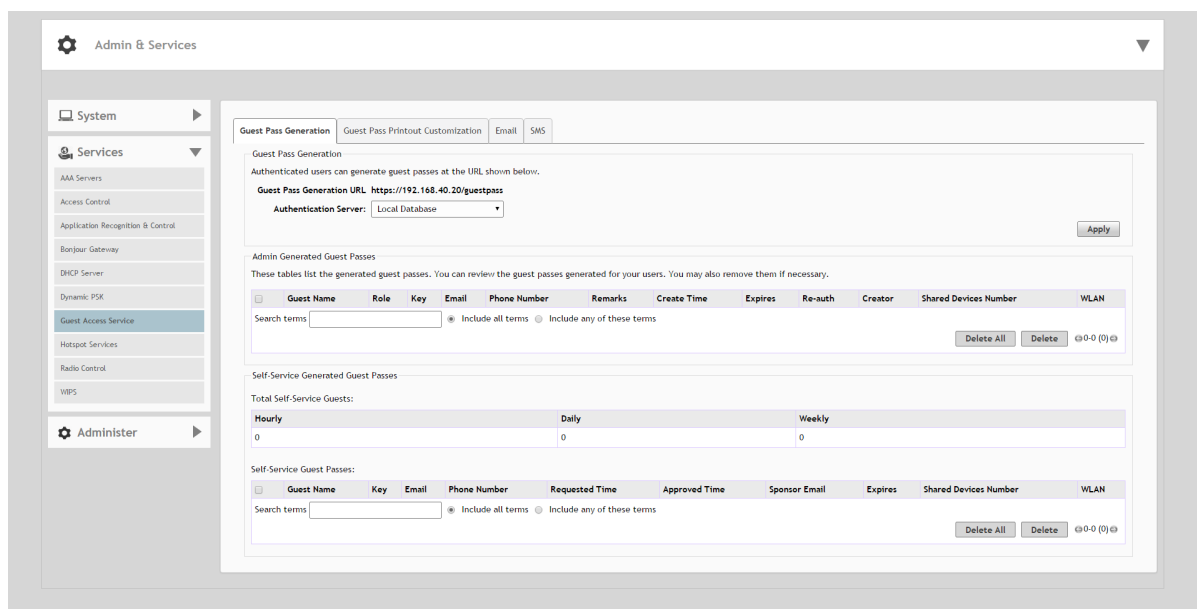 Admin & Services
System
Services
AAA Servers
Access Control
Application Recognition & Control
Bonjour Gateway
DHCP Server
Dynamic PSK
Guest Access Service
Hotspot Services
Radio Control
WIPS
Administer
Guest Pass Generation Guest Pass Printout Customization Email SMS
Guest Pass Generation
Authenticated users can generate guest passes at the URL shown below.
Guest Pass Generation URL https://192.168.40.20/guestpass
Authentication Server: Local Database
Apply
Admin Generated Guest Passes
These tables list the generated guest passes. You can review the guest passes generated for your users. You may also remove them if necessary.
Guest Name Role Key Email Phone Number Remarks Create Time Expires Re-auth Creator Shared Devices Number WLAN
Search terms Include all terms Include any of these terms
Delete All Delete 0-0 (0)
Self-Service Generated Guest Passes
Total Self-Service Guests:
Hourly Daily Weekly
0 0 0
Self-Service Guest Passes:
Guest Name Key Email Phone Number Requested Time Approved Time Sponsor Email Expires Shared Devices Number WLAN
Search terms Include all terms Include any of these terms
Delete All Delete 0-0 (0)